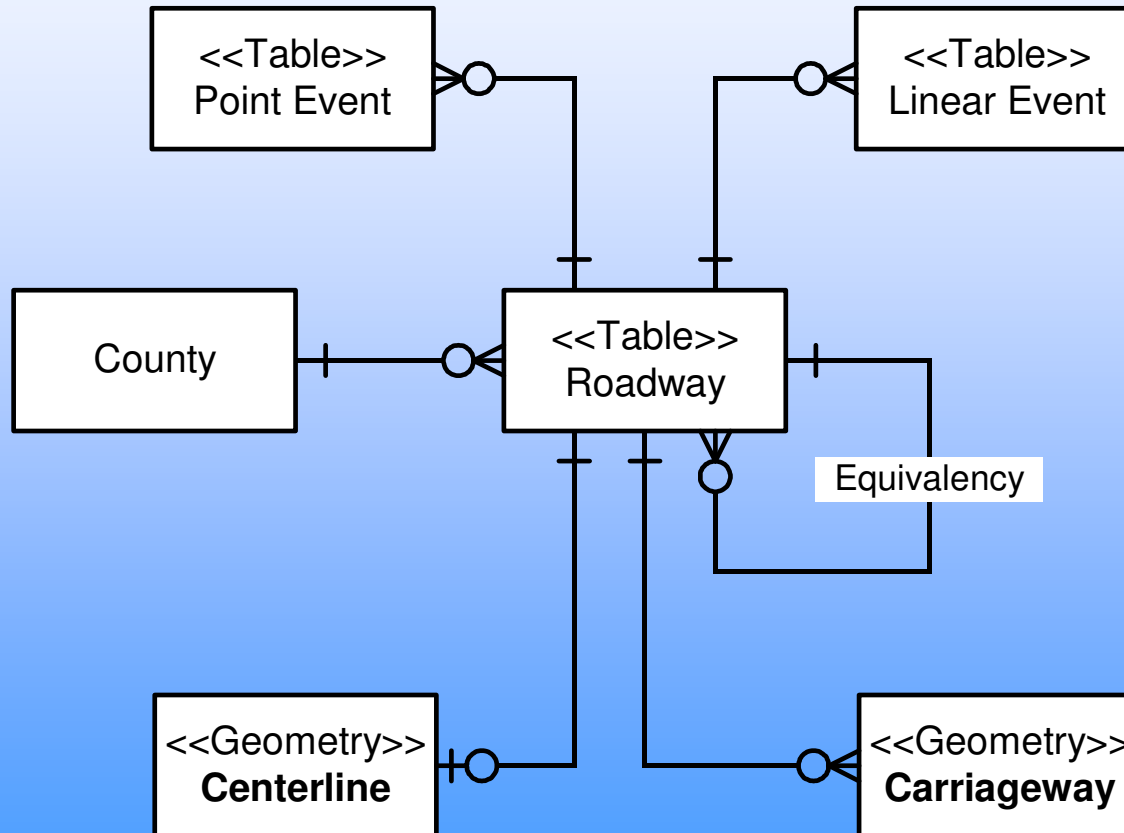 <<Table>>
Point Event
<<Table>>
Linear Event
County
<<Table>>
Roadway
Equivalency
<<Geometry>>
Centerline
<<Geometry>>
Carriageway